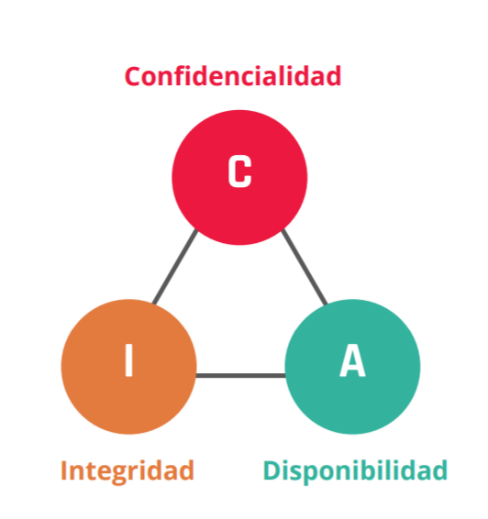 Confidencialidad
C
I
A
Integridad
Disponibilidad